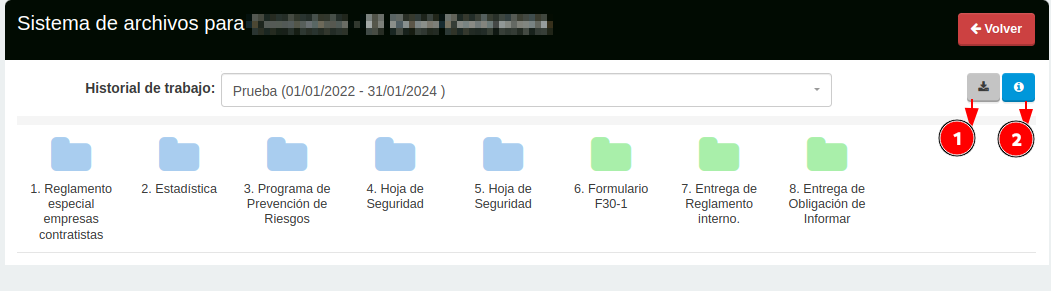 Sistema de archivos para
Volver
Historial de trabajo: Prueba (01/01/2022 - 31/01/2024 )
1 2
1. Reglamento
especial
empresas
contratistas
2. Estadística
3. Programa de
Prevención de
Riesgos
4. Hoja de
Seguridad
5. Hoja de
Seguridad
6. Formulario
F30-1
7. Entrega de
Reglamento
interno.
8. Entrega de
Obligación de
Informar